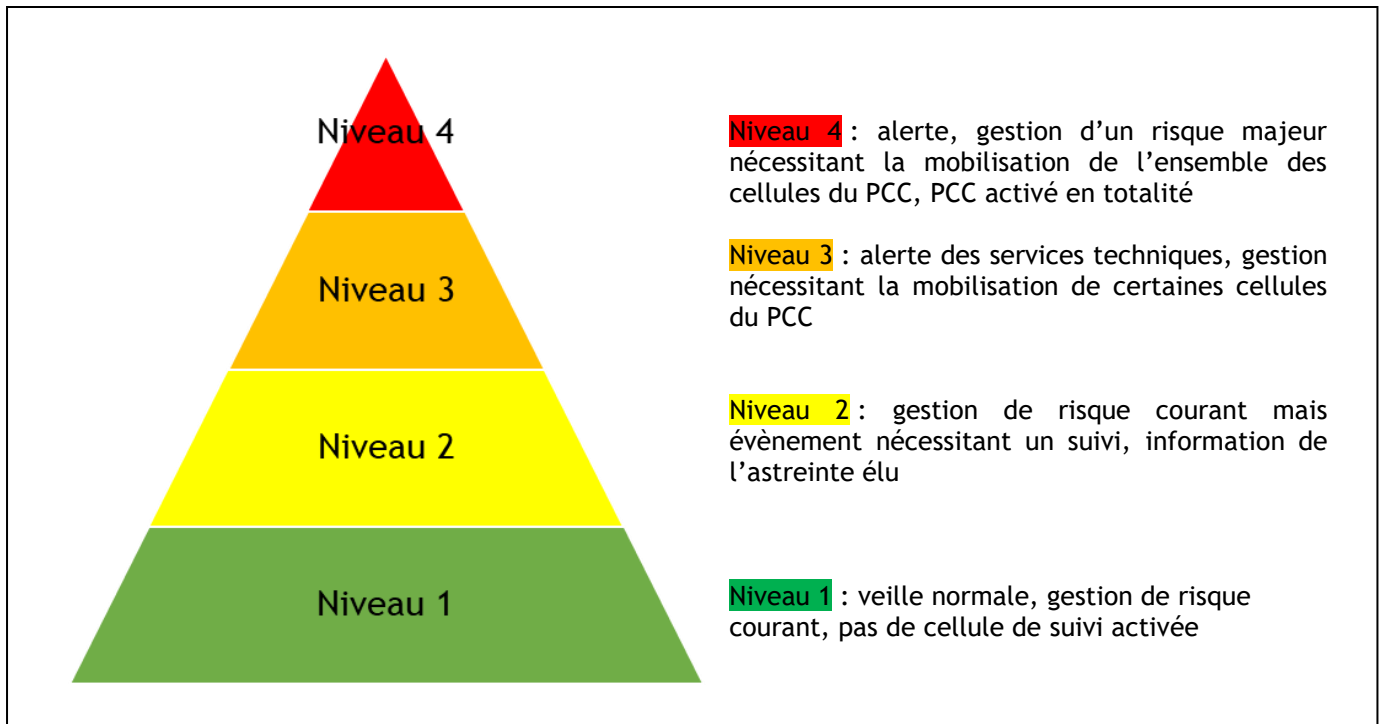 Niveau 4
Niveau 3
Niveau 2
Niveau 1
Niveau 4 : alerte, gestion d’un risque majeur
nécessitant la mobilisation de l’ensemble des
cellules du PCC, PCC activé en totalité
Niveau 3 : alerte des services techniques, gestion
nécessitant la mobilisation de certaines cellules
du PCC
Niveau 2 : gestion de risque courant mais
évènement nécessitant un suivi, information de
l’astreinte élu
Niveau 1 : veille normale, gestion de risque
courant, pas de cellule de suivi activée